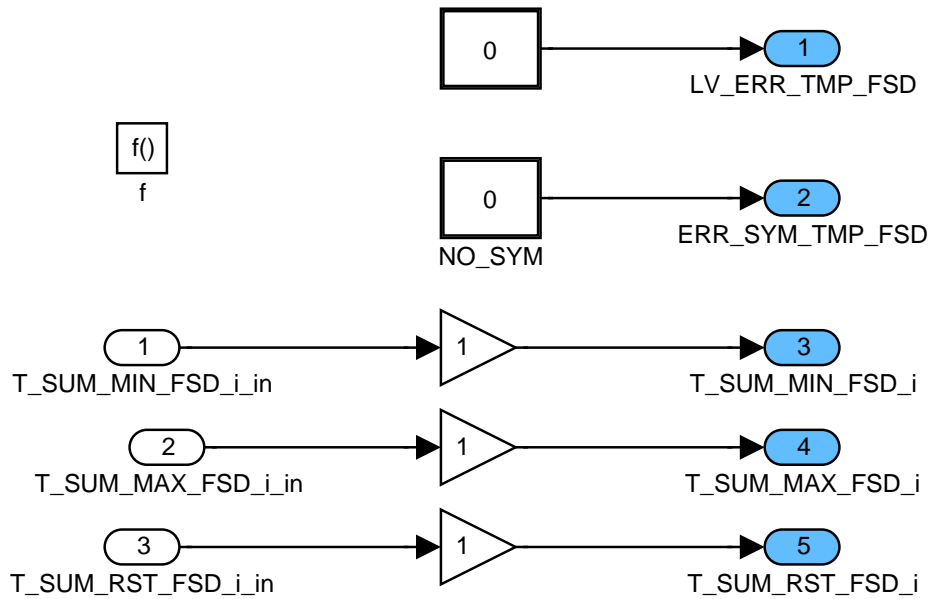 0
1
LV_ERR_TMP_FSD
f()
f
0
NO_SYM
2
ERR_SYM_TMP_FSD
1
T_SUM_MIN_FSD_i_in
1
3
T_SUM_MIN_FSD_i
2
T_SUM_MAX_FSD_i_in
1
4
T_SUM_MAX_FSD_i
3
T_SUM_RST_FSD_i_in
1
5
T_SUM_RST_FSD_i